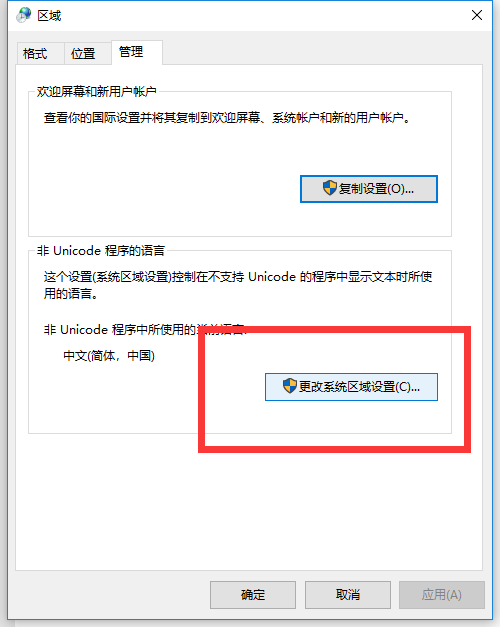 区域
格式
位置
管理
欢迎屏幕和新用户帐户
查看你的国际设置并将其复制到欢迎屏幕、系统帐户和新的用户帐户。
复制设置(O)...
非 Unicode 程序的语言
这个设置(系统区域设置)控制在不支持 Unicode 的程序中显示文本时所使
用的语言。
非 Unicode 程序中所使用的当前语言:
中文(简体，中国)
更改系统区域设置(C)...
确定
取消
应用(A)